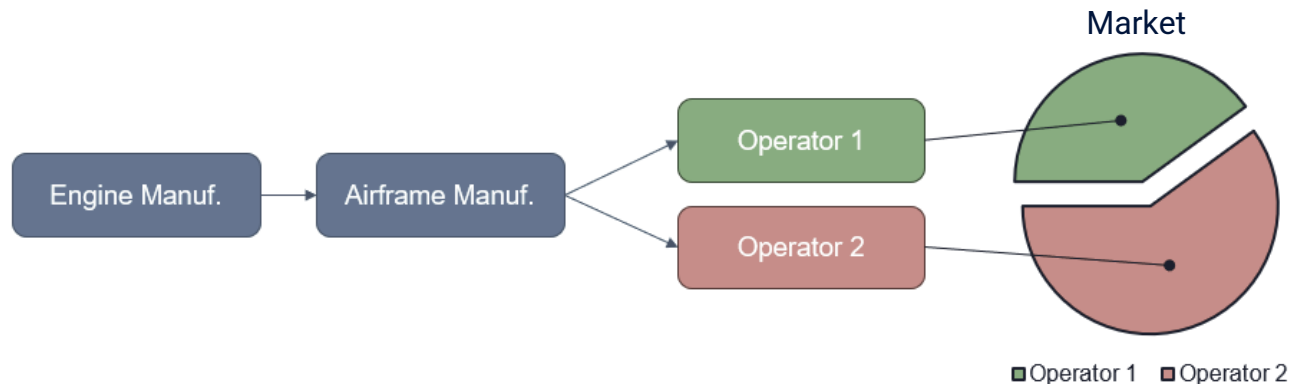 Market
Engine Manuf.
Airframe Manuf.
Operator 1
Operator 2
Operator 1
Operator 2